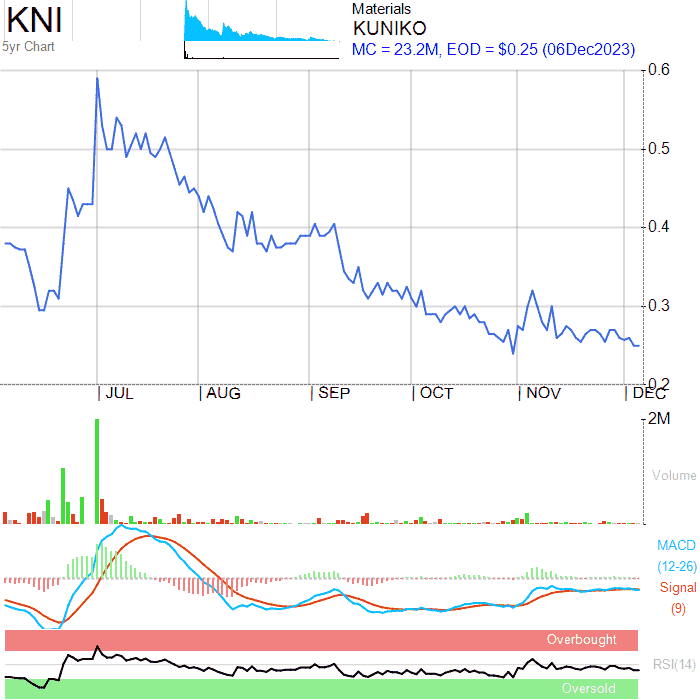 KNI
5yr Chart
Materials
KUNIKO
MC = 23.2M, EOD = $0.25 (06Dec2023)
0.6
0.5
0.4
0.3
0.2
JUL AUG SEP OCT NOV DEC
2M
Volume
MACD
(12-26)
Signal
(9)
Overbought
RSI(14)
Oversold